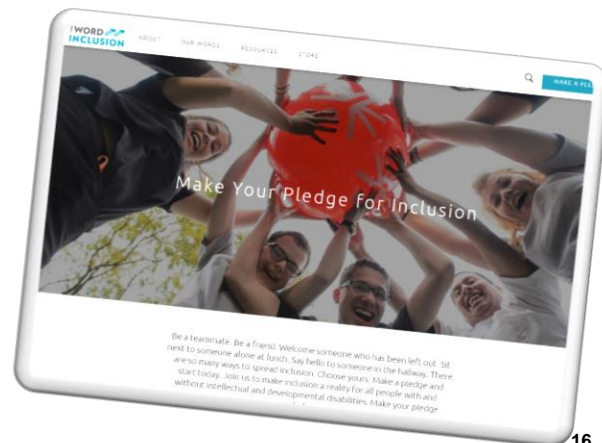 THE WORD
INCLUSION
ABOUT
OUR WORDS
RESOURCES
STORE
MAKE A PLE
Make Your Pledge for Inclusion
Be a teammate. Be a friend. Welcome someone who has been left out. Sit
next to someone alone at lunch. Say hello to someone in the hallway. There
are so many ways to spread inclusion. Choose yours. Make a pledge and
start today. Join us to make inclusion a reality for all people with and
without intellectual and developmental disabilities. Make your pledge
16